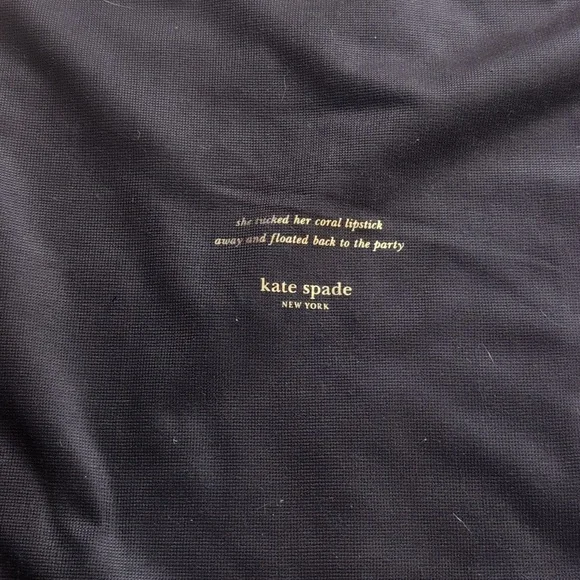 she tucked her coral lipstick
away and floated back to the party
kate spade
NEW YORK